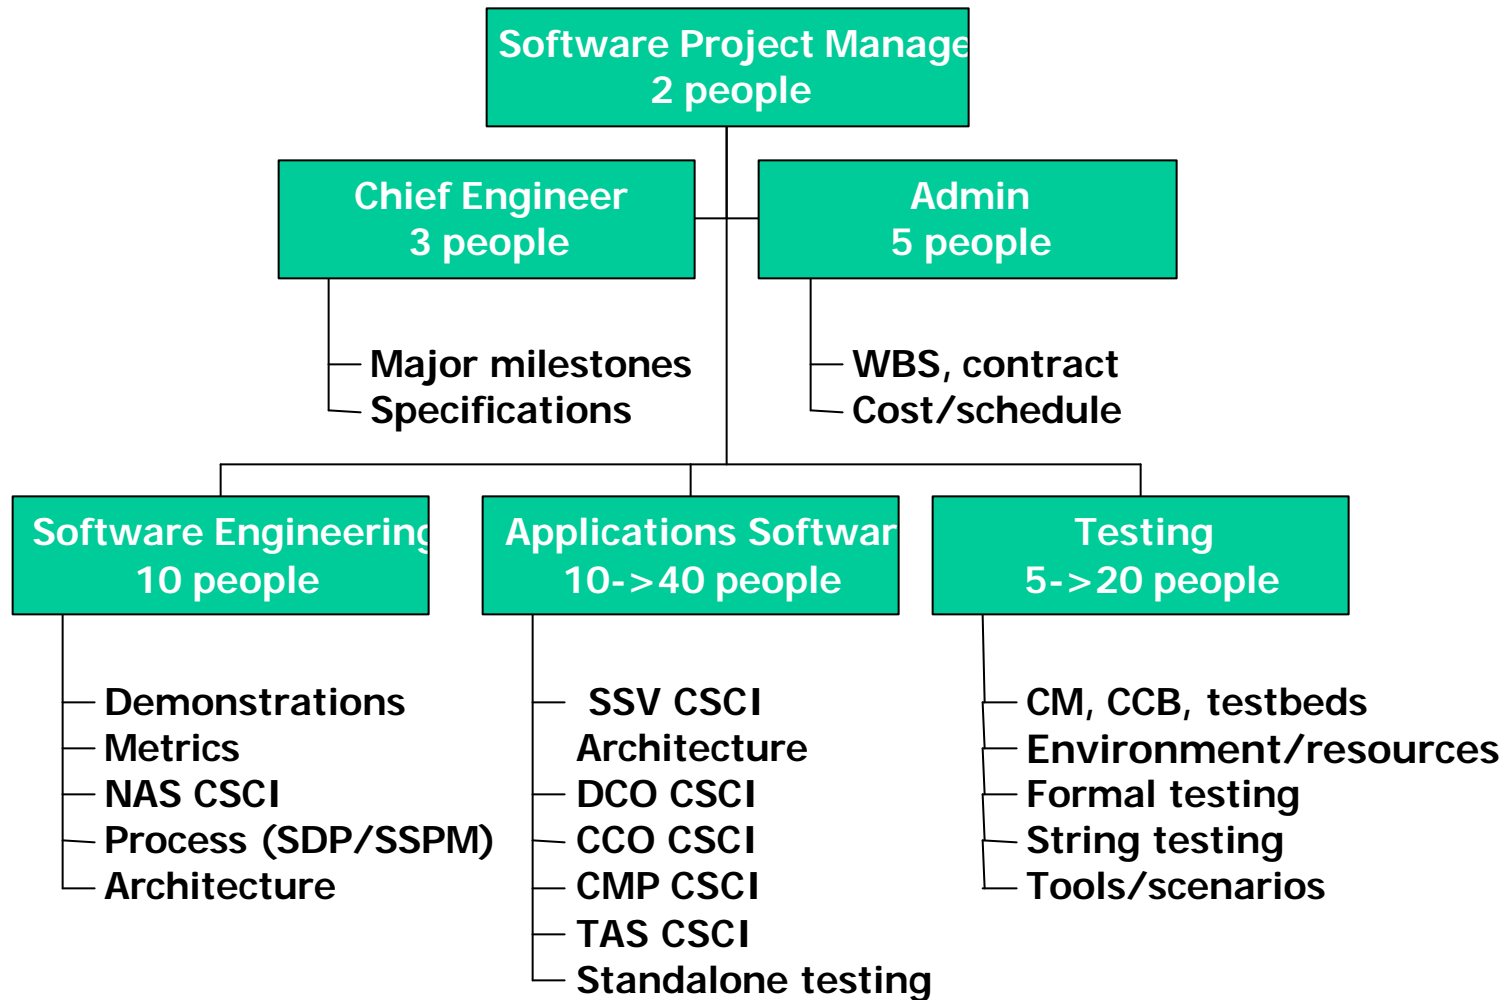 Software Project Manage
2 people
Chief Engineer
3 people
Admin
5 people
Major milestones
Specifications
WBS, contract
Cost/schedule
Software Engineering
10 people
Applications Softwar
10->40 people
Testing
5->20 people
Demonstrations
Metrics
NAS CSCI
Process (SDP/SSPM)
Architecture
SSV CSCI
Architecture
DCO CSCI
CCO CSCI
CMP CSCI
TAS CSCI
Standalone testing
CM, CCB, testbeds
Environment/resources
Formal testing
String testing
Tools/scenarios